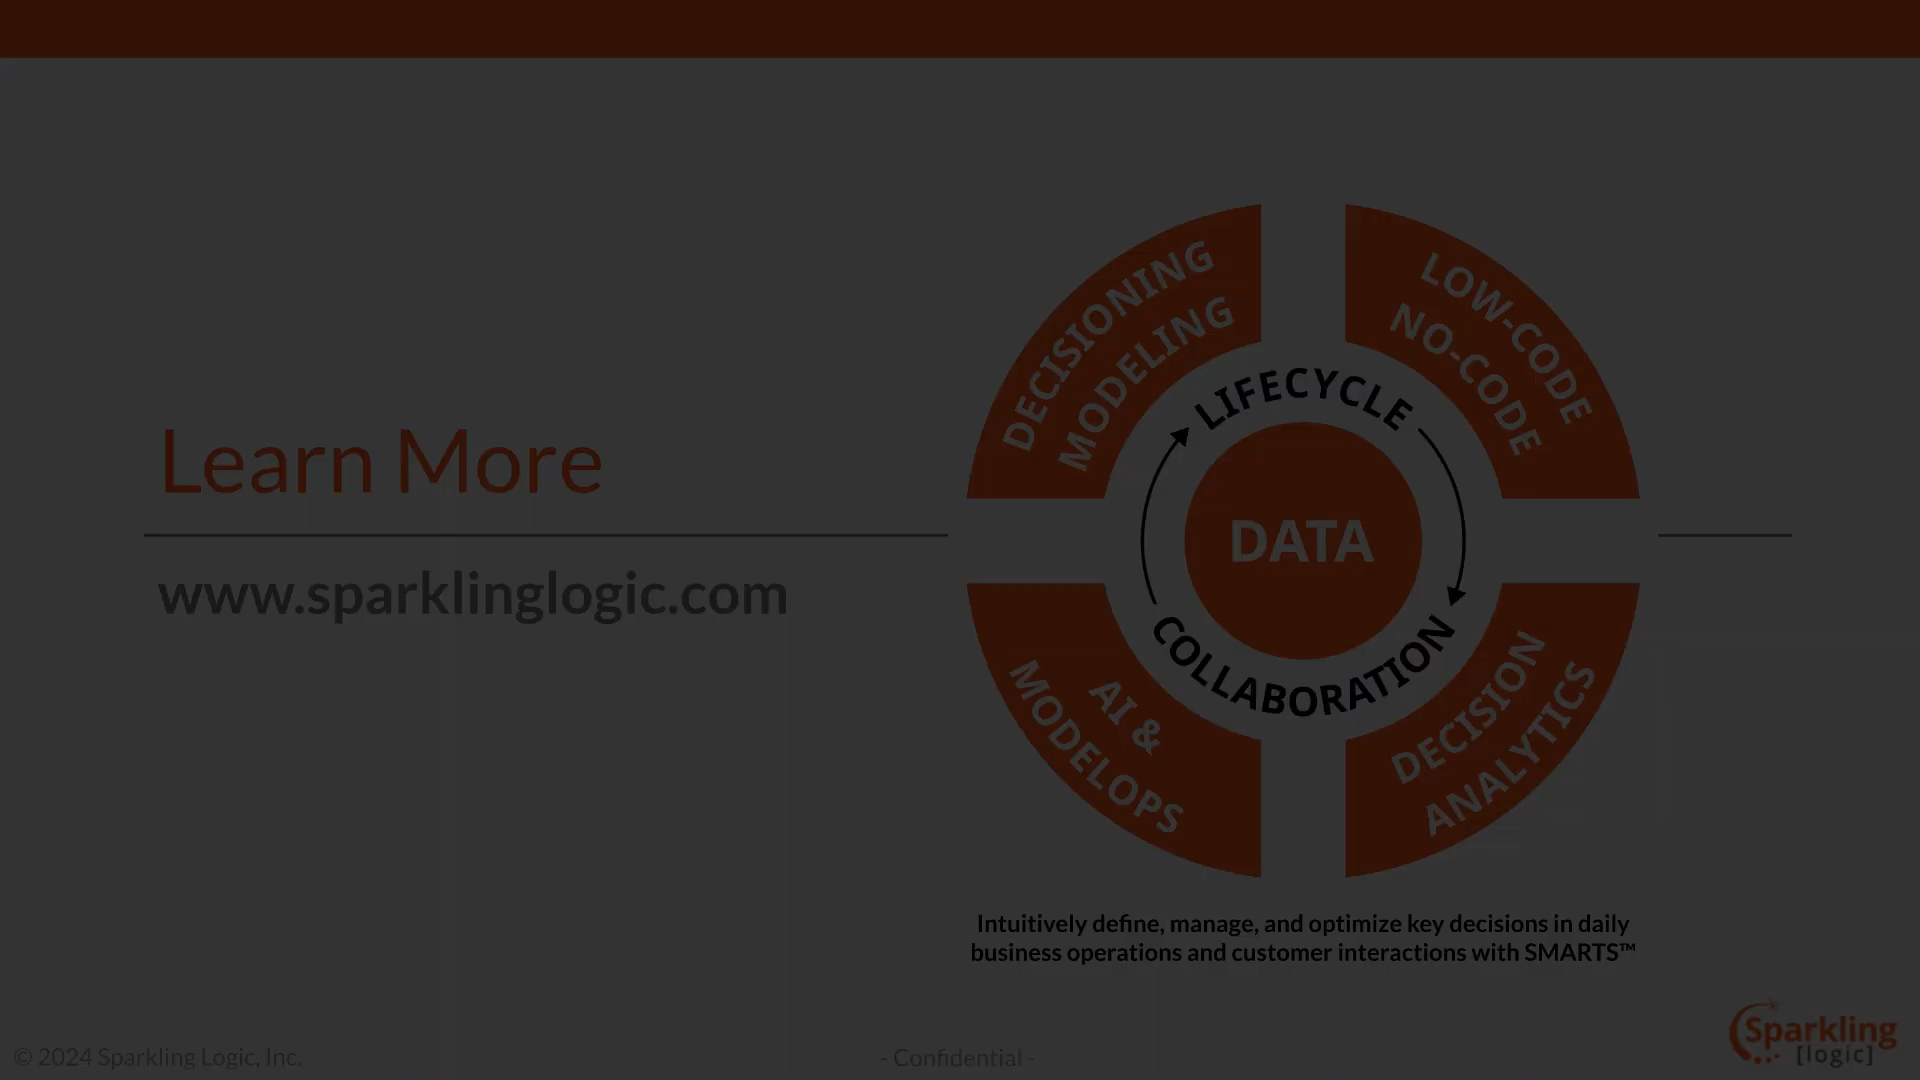 Learn More
www.sparklinglogic.com
DECISIONING
MODELING
LOW-CODE
NO-CODE
LIFECYCLE
DATA
COLLABORATION
AI &
MODELOPS
DECISION
ANALYTICS
Intuitively define, manage, and optimize key decisions in daily
business operations and customer interactions with SMARTS™
© 2024 Sparkling Logic, Inc.
- Confidential -
Sparkling
[logic]